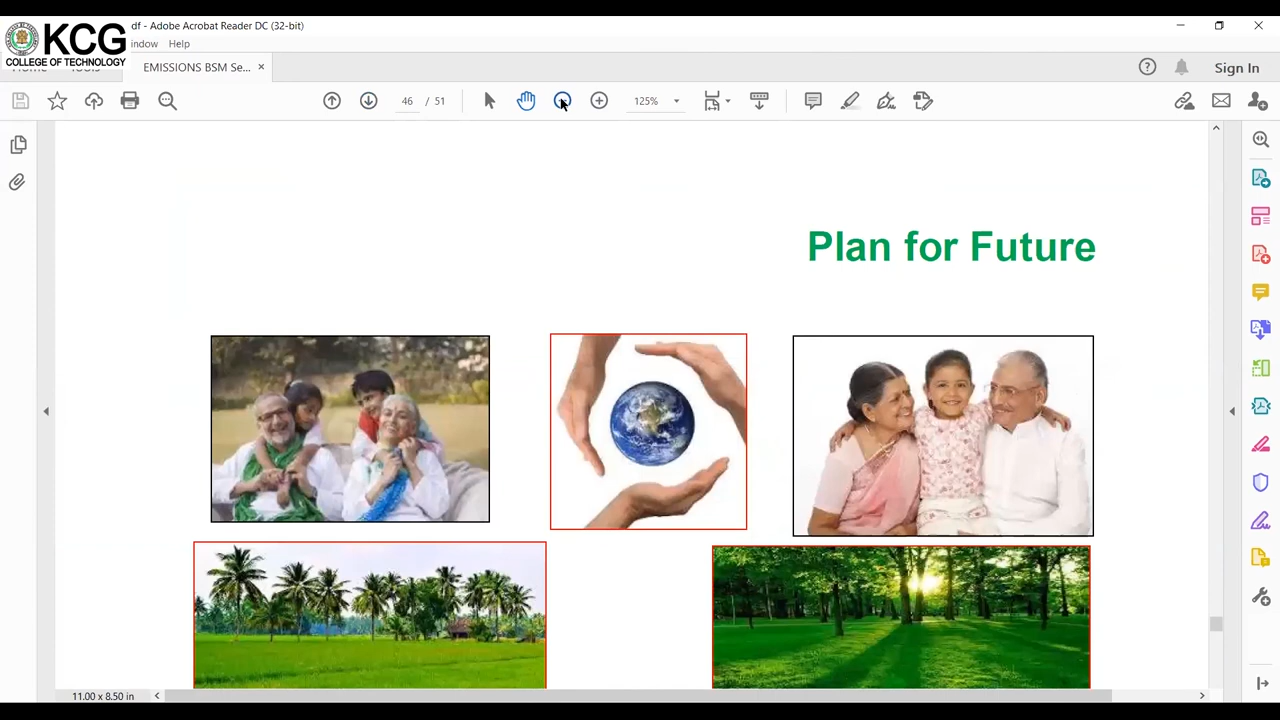 df - Adobe Acrobat Reader DC (32-bit)
KCG
COLLEGE OF TECHNOLOGY
indow Help
EMISSIONS BSM Se... ×
Sign In
46 / 51
125%
Plan for Future
11.00 x 8.50 in